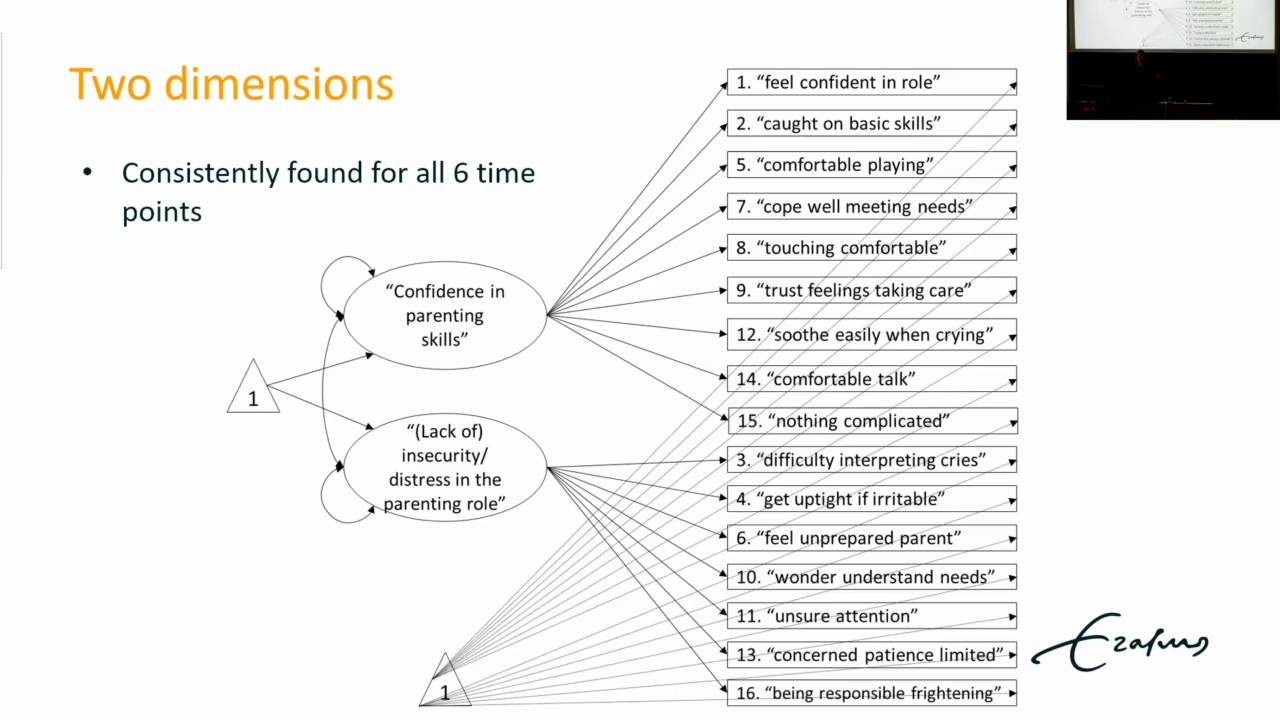 Two dimensions
• Consistently found for all 6 time
points
“Confidence in
parenting
skills”
1
“(Lack of)
insecurity/
distress in the
parenting role”
1
1. “feel confident in role”
2. “caught on basic skills”
5. “comfortable playing”
7. “cope well meeting needs”
8. “touching comfortable”
9. “trust feelings taking care”
12. “soothe easily when crying”
14. “comfortable talk”
15. “nothing complicated”
3. “difficulty interpreting cries”
4. “get uptight if irritable”
6. “feel unprepared parent”
10. “wonder understand needs”
11. “unsure attention”
13. “concerned patience limited”
16. “being responsible frightening”
Erasmus